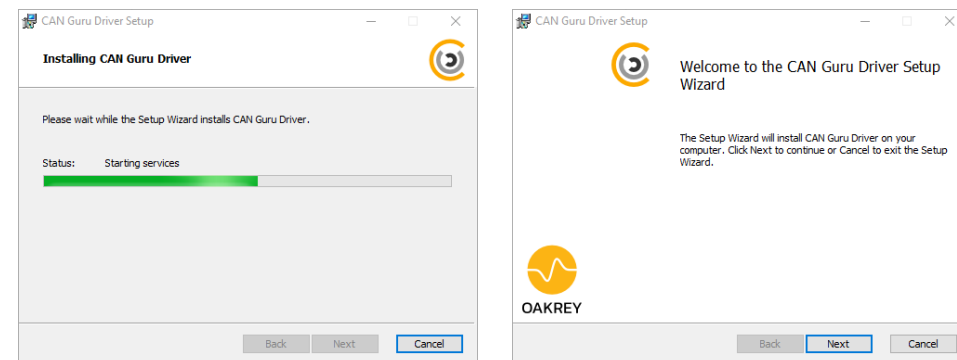 CAN Guru Driver Setup
Installing CAN Guru Driver
Please wait while the Setup Wizard installs CAN Guru Driver.
Status: Starting services
Back Next Cancel
CAN Guru Driver Setup
Welcome to the CAN Guru Driver Setup
Wizard
The Setup Wizard will install CAN Guru Driver on your
computer. Click Next to continue or Cancel to exit the Setup
Wizard.
OAKREY
Back Next Cancel